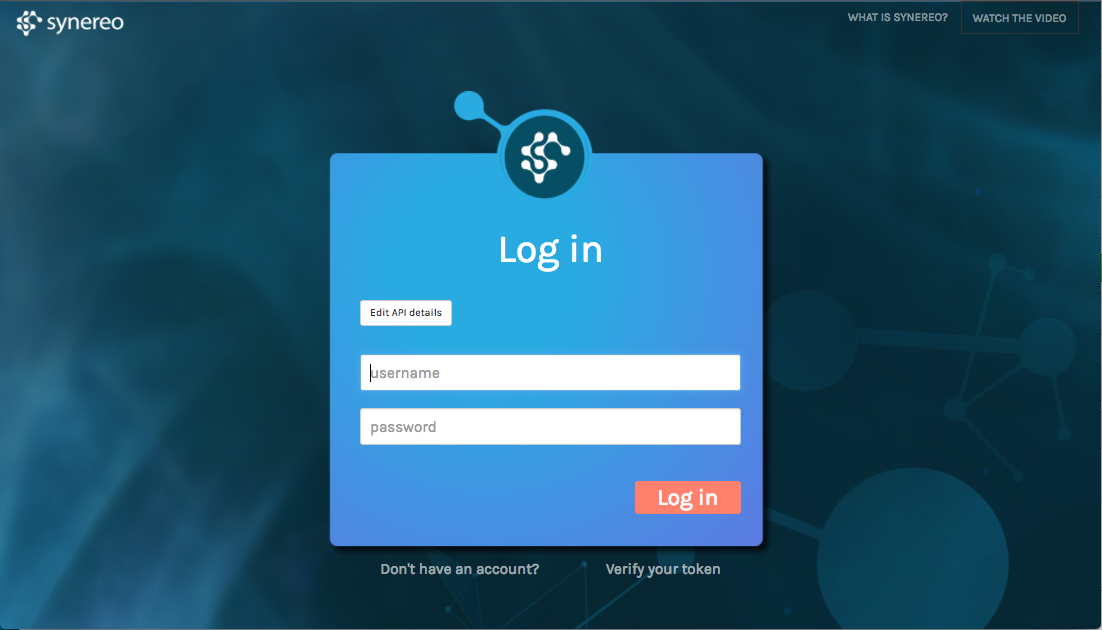 synereo
WHAT IS SYNEREO?
WATCH THE VIDEO
Log in
Edit API details
username
password
Log in
Don't have an account?
Verify your token